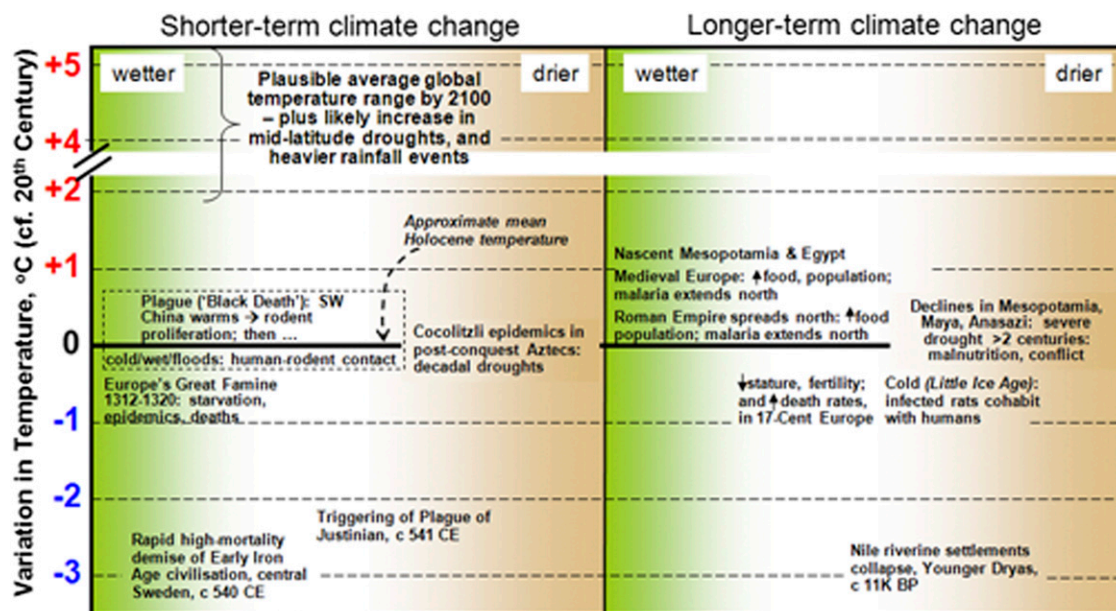 Shorter-term climate change
Longer-term climate change
Variation in Temperature, °C (cf. 20th Century)
+5
+4
+2
+1
0
-1
-2
-3
wetter
drier
Plausible average global
temperature range by 2100
– plus likely increase in
mid-latitude droughts, and
heavier rainfall events
Approximate mean
Holocene temperature
Plague (‘Black Death’): SW
China warms → rodent
proliferation; then ...
cold/wet/floods: human-rodent contact
Cocolitzli epidemics in
post-conquest Aztecs:
decadal droughts
Europe's Great Famine
1312-1320: starvation,
epidemics, deaths
Triggering of Plague of
Justinian, c 541 CE
Rapid high-mortality
demise of Early Iron
Age civilisation, central
Sweden, c 540 CE
wetter
drier
Nascent Mesopotamia & Egypt
Medieval Europe: ↑food, population;
malaria extends north
Roman Empire spreads north: ↑food
population; malaria extends north
Declines in Mesopotamia,
Maya, Anasazi: severe
drought >2 centuries:
malnutrition, conflict
↓stature, fertility;
and ↑death rates,
in 17-Cent Europe
Cold (Little Ice Age):
infected rats cohabit
with humans
Nile riverine settlements
collapse, Younger Dryas,
c 11K BP